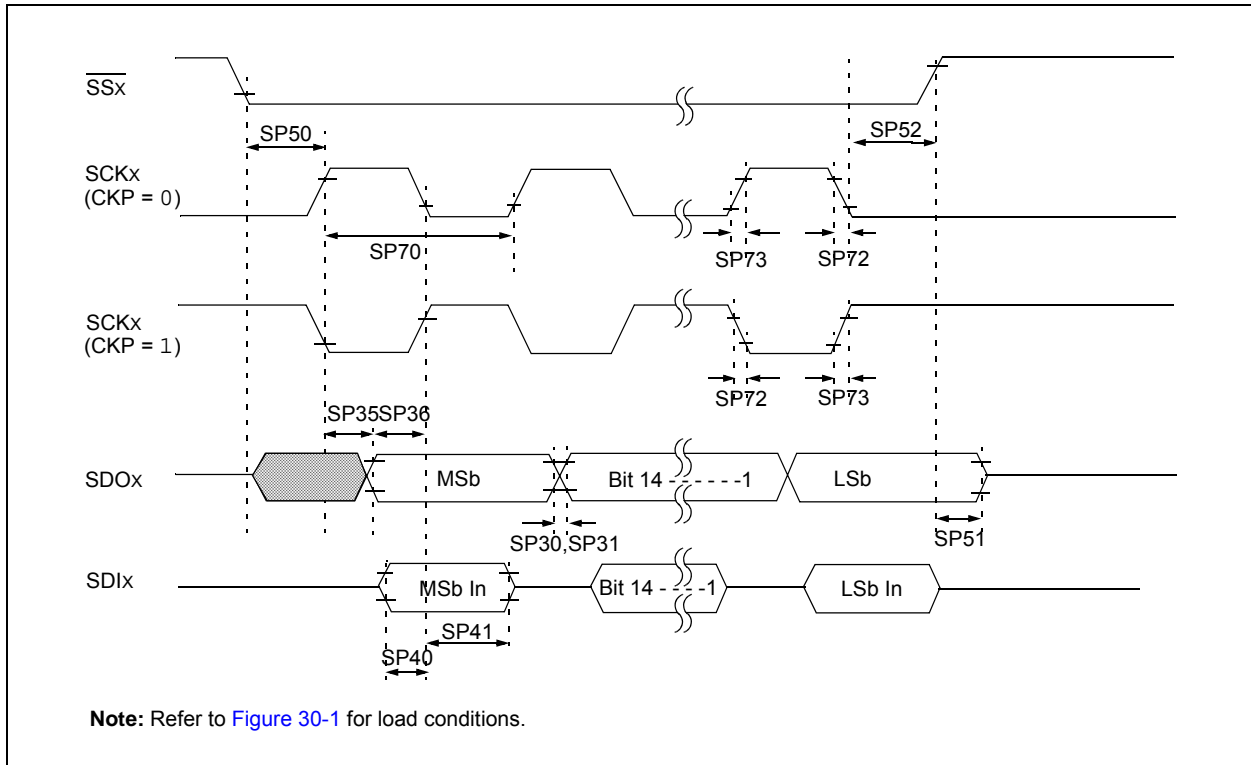 SSx
SP50
SP52
SCKx
(CKP = 0)
SP70
SP73
SP72
SCKx
(CKP = 1)
SP72
SP73
SP35
SP36
SDOx
MSb
Bit 14 - - - - - -1
LSb
SP30,SP31
SP51
SDIx
MSb In
Bit 14 - - - -1
LSb In
SP41
SP40
Note: Refer to Figure 30-1 for load conditions.